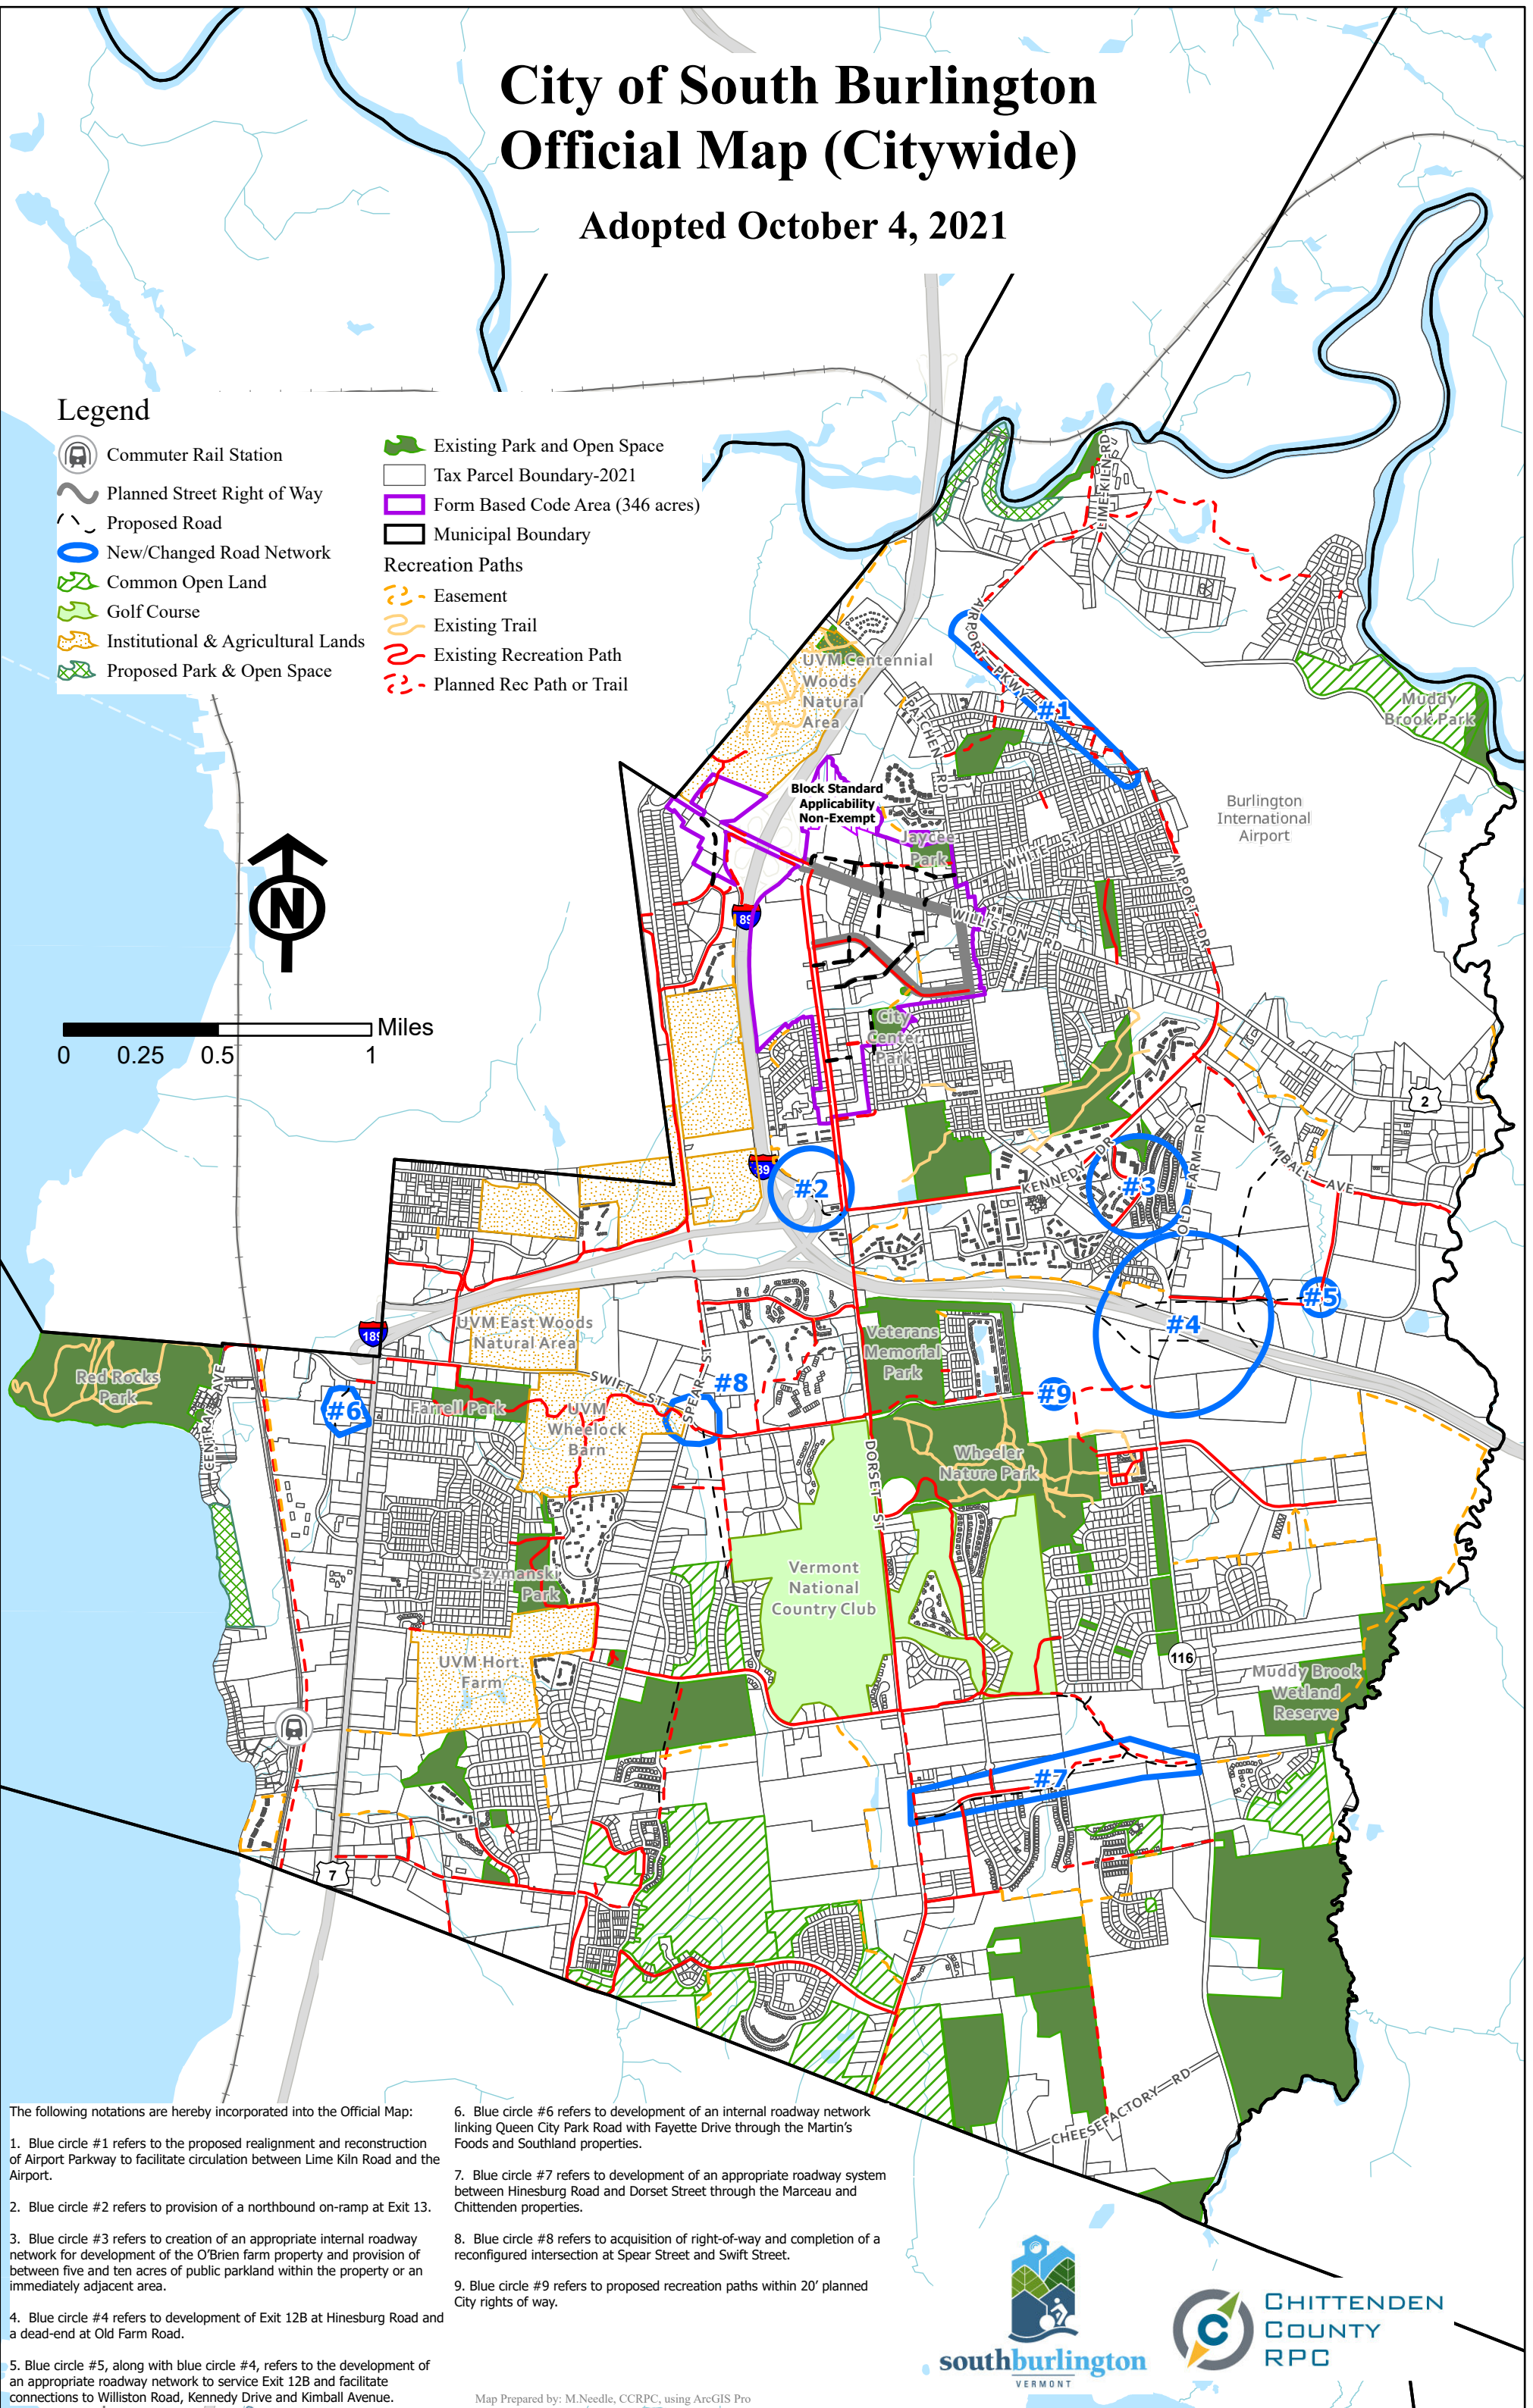 City of South Burlington
Official Map (Citywide)
Adopted October 4, 2021
Legend
Commuter Rail Station
Planned Street Right of Way
Proposed Road
New/Changed Road Network
Common Open Land
Golf Course
Institutional & Agricultural Lands
Proposed Park & Open Space
Existing Park and Open Space
Tax Parcel Boundary-2021
Form Based Code Area (346 acres)
Municipal Boundary
Recreation Paths
Easement
Existing Trail
Existing Recreation Path
Planned Rec Path or Trail
LIME KILN RD
AIRPORT PKWY
UVM Centennial
Woods
Natural
Area
PATCHEN RD
#1
Muddy
Brook Park
Block Standard
Applicability
Non-Exempt
Burlington
International
Airport
Jaycee
Park
WHITE ST
AIRPORT DR
N
89
WILLISTON RD
Miles
0 0.25 0.5 1
City
Center
Park
2
KIMBALL AVE
OLD FARM RD
KENNEDY DR
89
#2
#3
#5
#4
189
UVM East Woods
Natural Area
Veterans
Memorial
Park
Red Rocks
Park
CENTRAL AVE
#6
Farrell Park
SWIFT ST
SPEAR ST
#8
#9
UVM
Wheelock
Barn
DORSET ST
Wheeler
Nature Park
Szymanski
Park
Vermont
National
Country Club
UVM Hort
Farm
116
Muddy Brook
Wetland
Reserve
#7
7
CHEESEFACTORY RD
The following notations are hereby incorporated into the Official Map:
1. Blue circle #1 refers to the proposed realignment and reconstruction
of Airport Parkway to facilitate circulation between Lime Kiln Road and the
Airport.
2. Blue circle #2 refers to provision of a northbound on-ramp at Exit 13.
3. Blue circle #3 refers to creation of an appropriate internal roadway
network for development of the O'Brien farm property and provision of
between five and ten acres of public parkland within the property or an
immediately adjacent area.
4. Blue circle #4 refers to development of Exit 12B at Hinesburg Road and
a dead-end at Old Farm Road.
5. Blue circle #5, along with blue circle #4, refers to the development of
an appropriate roadway network to service Exit 12B and facilitate
connections to Williston Road, Kennedy Drive and Kimball Avenue.
6. Blue circle #6 refers to development of an internal roadway network
linking Queen City Park Road with Fayette Drive through the Martin's
Foods and Southland properties.
7. Blue circle #7 refers to development of an appropriate roadway system
between Hinesburg Road and Dorset Street through the Marceau and
Chittenden properties.
8. Blue circle #8 refers to acquisition of right-of-way and completion of a
reconfigured intersection at Spear Street and Swift Street.
9. Blue circle #9 refers to proposed recreation paths within 20' planned
City rights of way.
southburlington
VERMONT
CHITTENDEN
COUNTY
RPC
Map Prepared by: M.Needle, CCRPC, using ArcGIS Pro